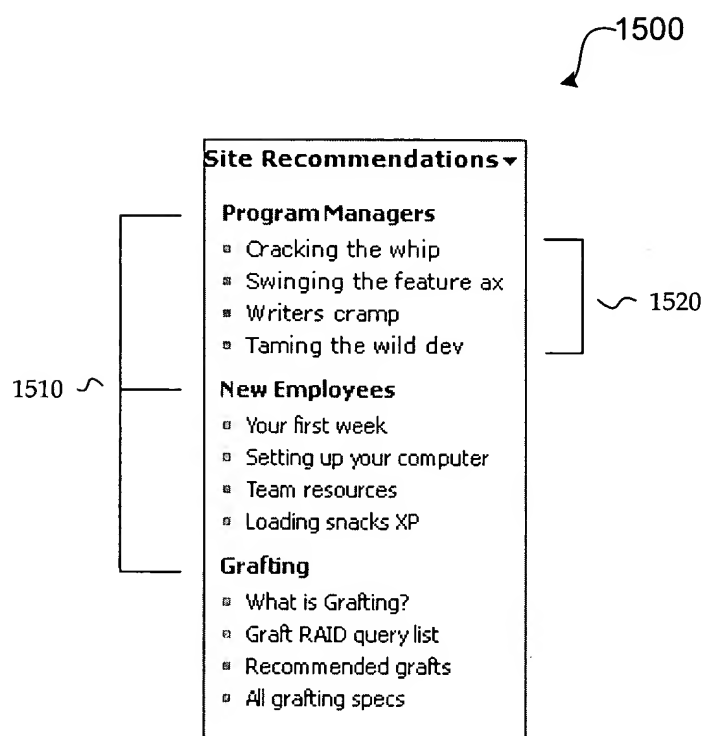 1500
Site Recommendations
Program Managers
Cracking the whip
Swinging the feature ax
Writers cramp
Taming the wild dev
1520
1510
New Employees
Your first week
Setting up your computer
Team resources
Loading snacks XP
Grafting
What is Grafting?
Graft RAID query list
Recommended grafts
All grafting specs